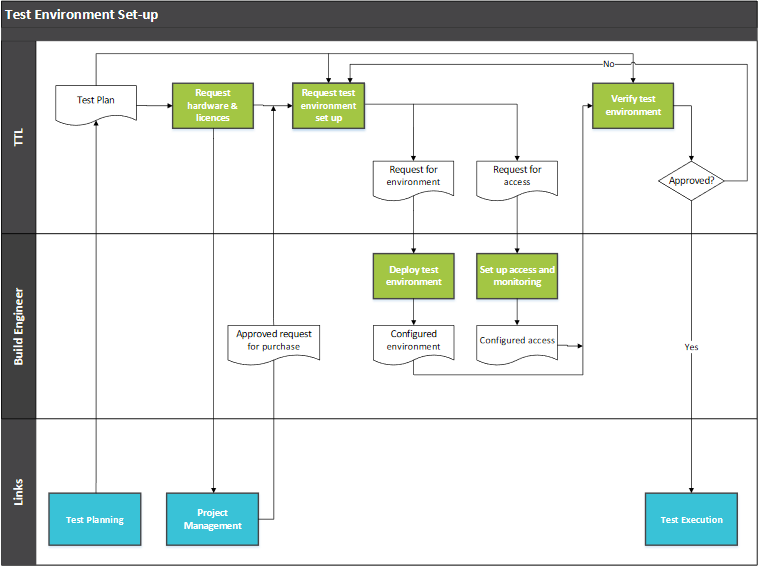 Test Environment Set-up
TTL
Test Plan
Request
hardware &
licences
Request test
environment
set up
No
Verify test
environment
Request for
environment
Request for
access
Approved?
Build Engineer
Deploy test
environment
Set up access and
monitoring
Approved request
for purchase
Configured
environment
Configured access
Yes
Links
Test Planning
Project
Management
Test Execution